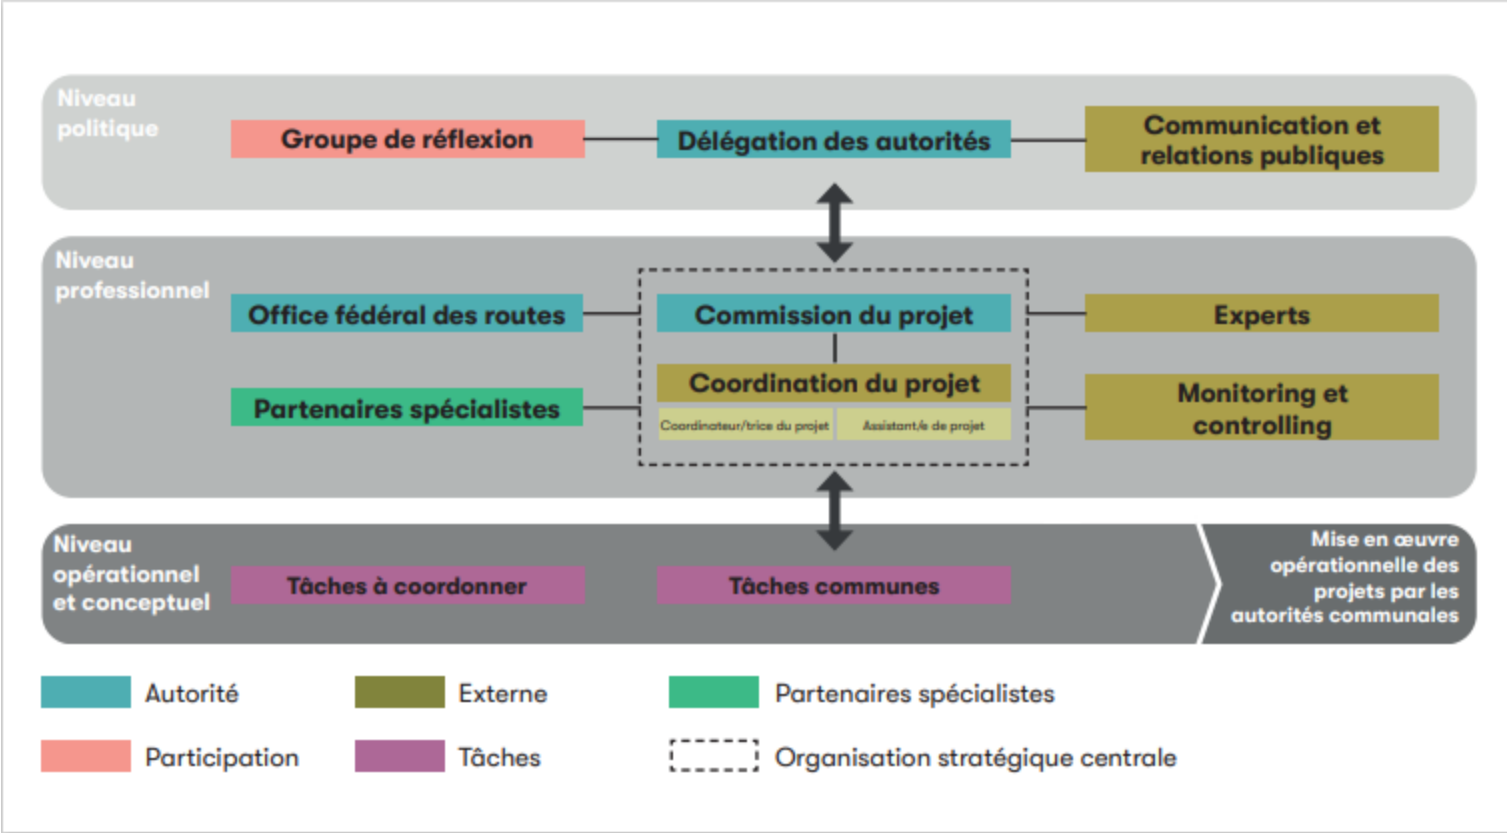 Niveau
politique
Groupe de réflexion
Délégation des autorités
Communication et
relations publiques
Niveau
professionnel
Office fédéral des routes
Commission du projet
Experts
Partenaires spécialistes
Coordination du projet
Coordinateur/trice du projet
Assistant/e de projet
Monitoring et
controlling
Niveau
opérationnel
et conceptuel
Tâches à coordonner
Tâches communes
Mise en œuvre
opérationnelle des
projets par les
autorités communales
Autorité
Externe
Partenaires spécialistes
Participation
Tâches
Organisation stratégique centrale